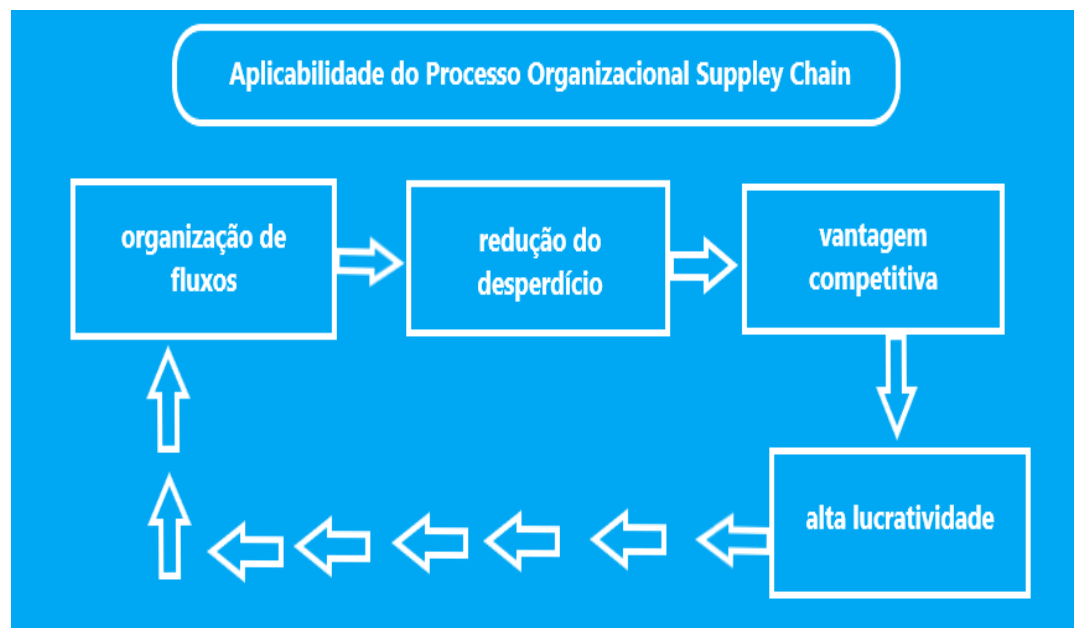 Aplicabilidade do Processo Organizacional Suppley Chain
organização de
fluxos
redução do
desperdício
vantagem
competitiva
alta lucratividade